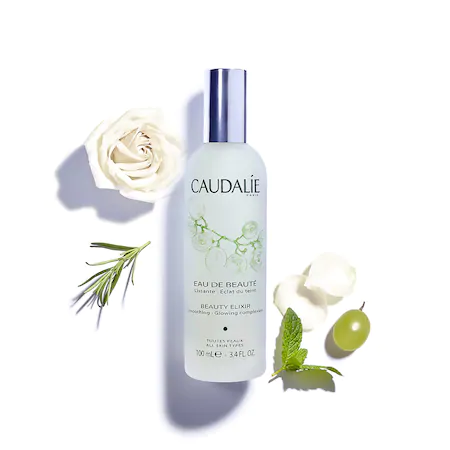 CAUDALÍE
PARIS
EAU DE BEAUTÉ
Lissante · Éclat du teint
BEAUTY ELIXIR
Smoothing · Glowing complexion
TOUTES PEAUX
ALL SKIN TYPES
100 mL ℮ - 3.4 FL. OZ.